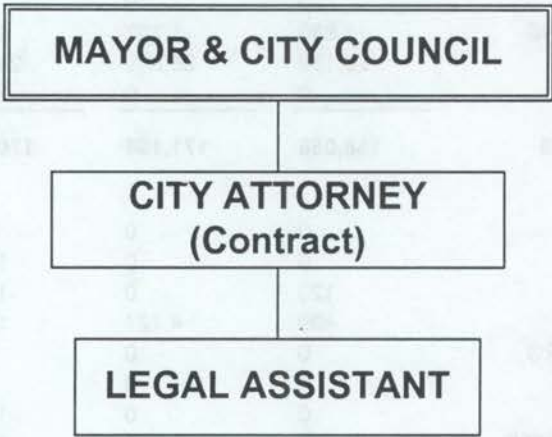 MAYOR & CITY COUNCIL
CITY ATTORNEY
(Contract)
LEGAL ASSISTANT